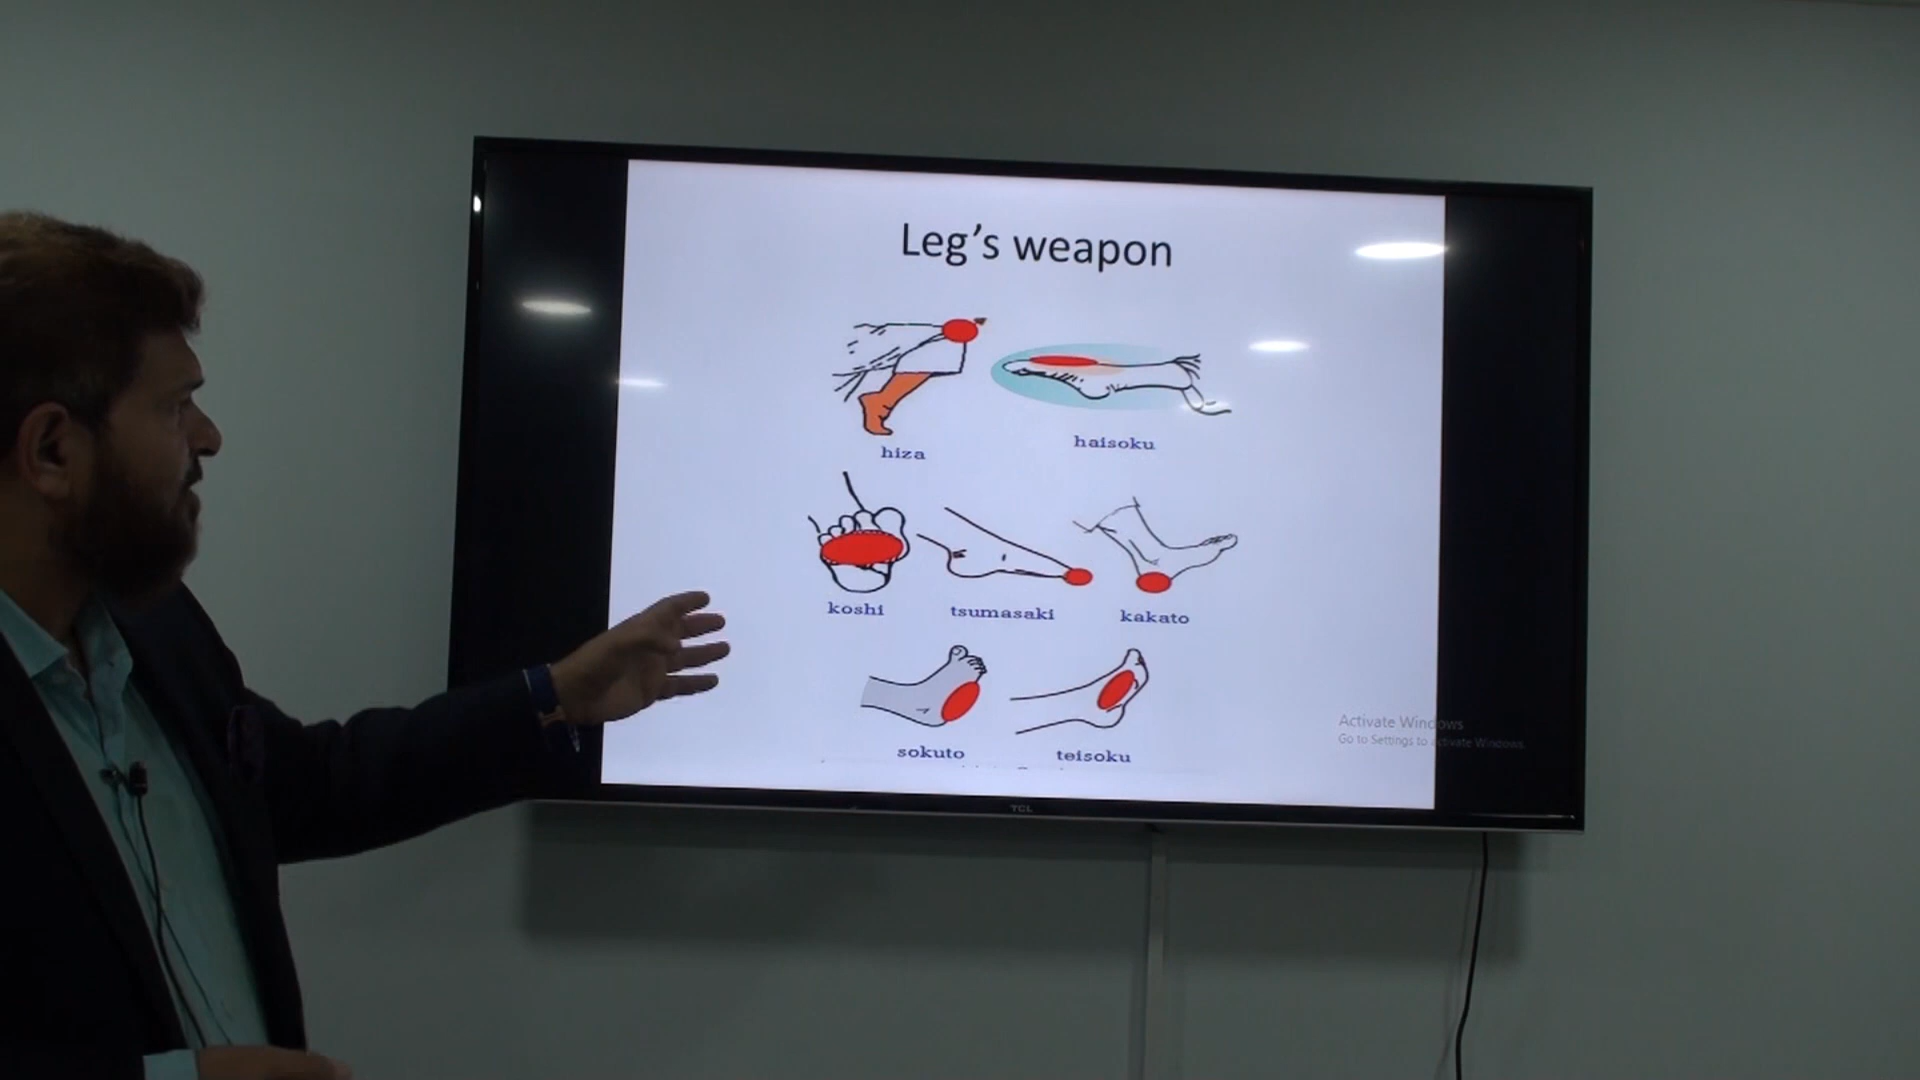 Leg's weapon
hiza
haisoku
koshi
tsumasaki
kakato
sokuto
teisoku
Activate Windows
Go to Settings to activate Windows.
TCL